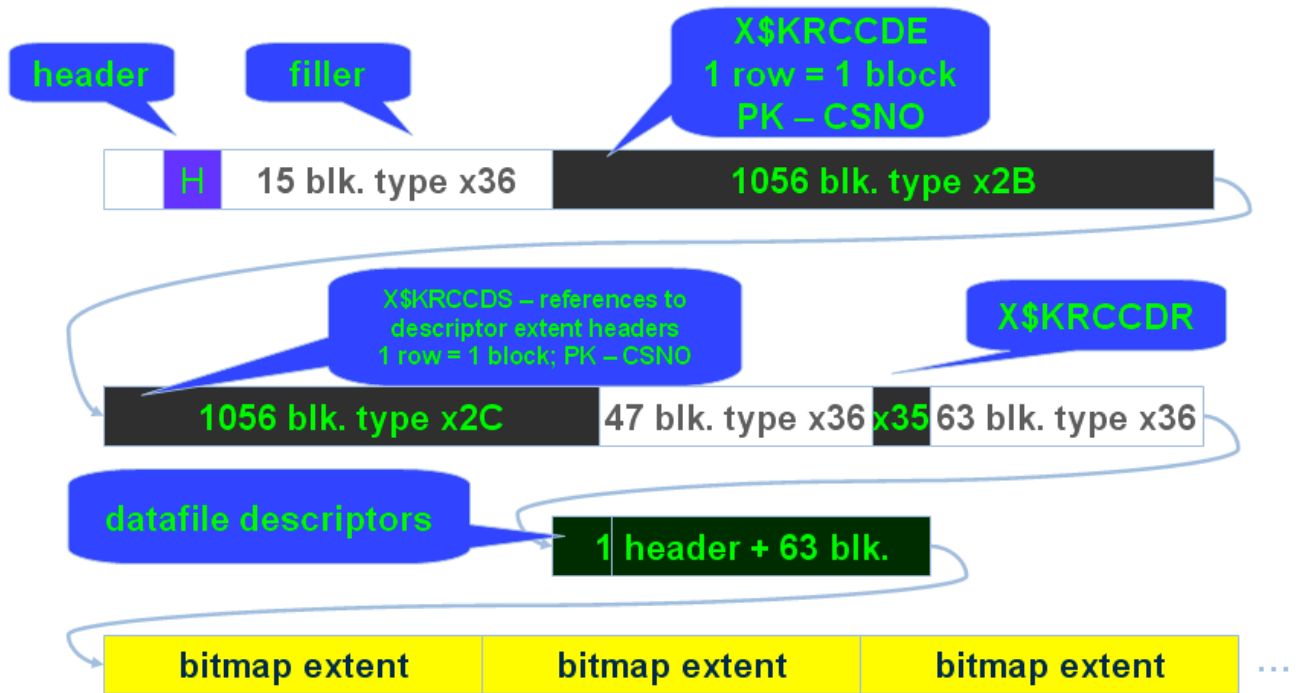 header
filler
X$KRCCDE
1 row = 1 block
PK – CSNO
H
15 blk. type x36
1056 blk. type x2B
X$KRCCDS – references to
descriptor extent headers
1 row = 1 block; PK – CSNO
X$KRCCDR
1056 blk. type x2C
47 blk. type x36
x35
63 blk. type x36
datafile descriptors
1 header + 63 blk.
bitmap extent
bitmap extent
bitmap extent
...